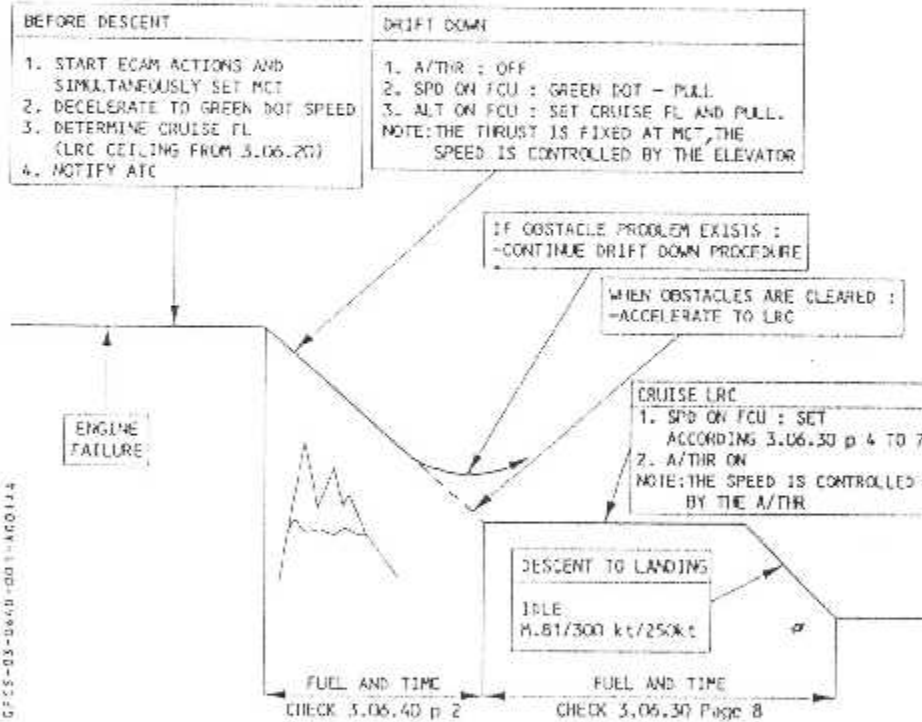 BEFORE DESCENT
1. START ECAM ACTIONS AND
SIMULTANEOUSLY SET MCT
2. DECELERATE TO GREEN DOT SPEED
3. DETERMINE CRUISE FL
(LRC CEILING FROM 3.06.20)
4. NOTIFY ATC
DRIFT DOWN
1. A/THR : OFF
2. SPD ON FCU : GREEN DOT - PULL
3. ALT ON FCU : SET CRUISE FL AND PULL.
NOTE:THE THRUST IS FIXED AT MCT,THE
SPEED IS CONTROLLED BY THE ELEVATOR
IF OBSTACLE PROBLEM EXISTS :
-CONTINUE DRIFT DOWN PROCEDURE
WHEN OBSTACLES ARE CLEARED :
-ACCELERATE TO LRC
ENGINE
FAILURE
CRUISE LRC
1. SPD ON FCU : SET
ACCORDING 3.06.30 p 4 TO 7
2. A/THR ON
NOTE:THE SPEED IS CONTROLLED
BY THE A/THR
DESCENT TO LANDING
IDLE
M.81/300 kt/250kt
FUEL AND TIME
CHECK 3.06.40 p 2
FUEL AND TIME
CHECK 3.06.30 Page 8